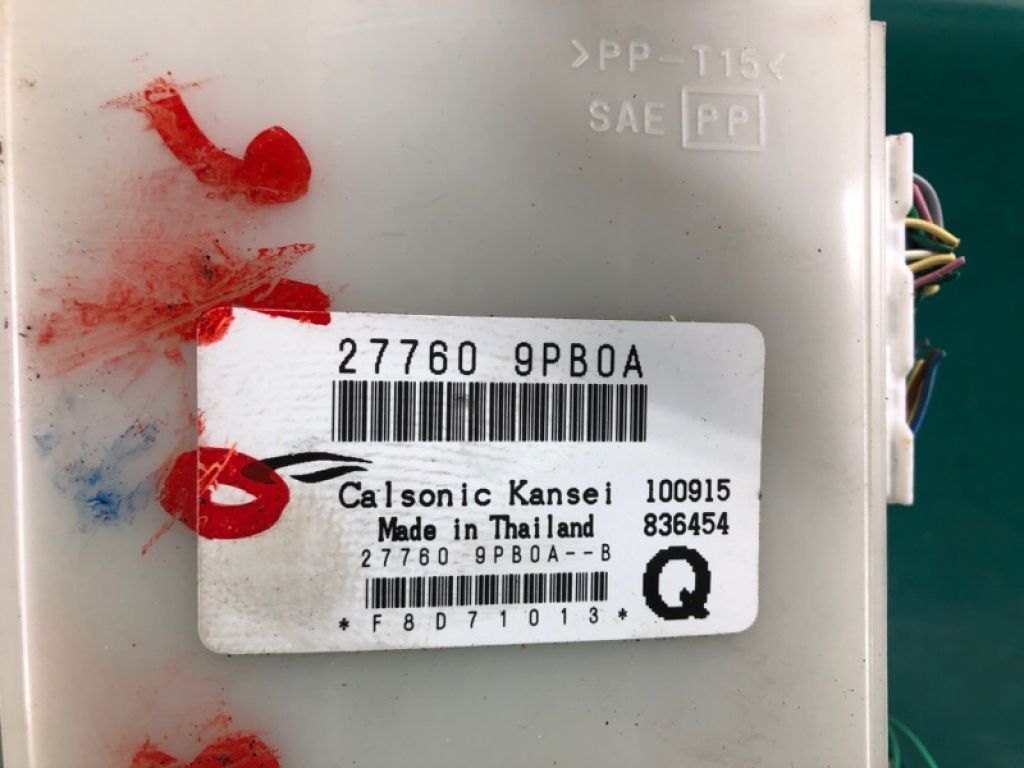 >PP-T15<
SAE PP
27760 9PB0A
Calsonic Kansei 100915
Made in Thailand 836454
27760 9PB0A--B
Q
*F8D71013*